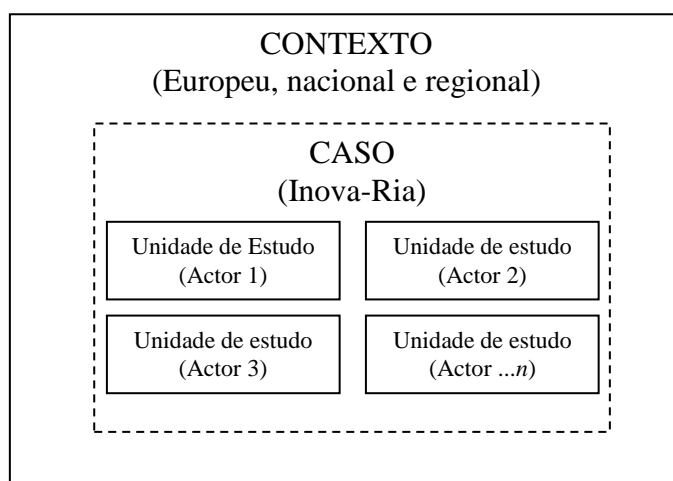 CONTEXTO
(Europeu, nacional e regional)
CASO
(Inova-Ria)
Unidade de Estudo
(Actor 1)
Unidade de estudo
(Actor 2)
Unidade de estudo
(Actor 3)
Unidade de estudo
(Actor ...n)